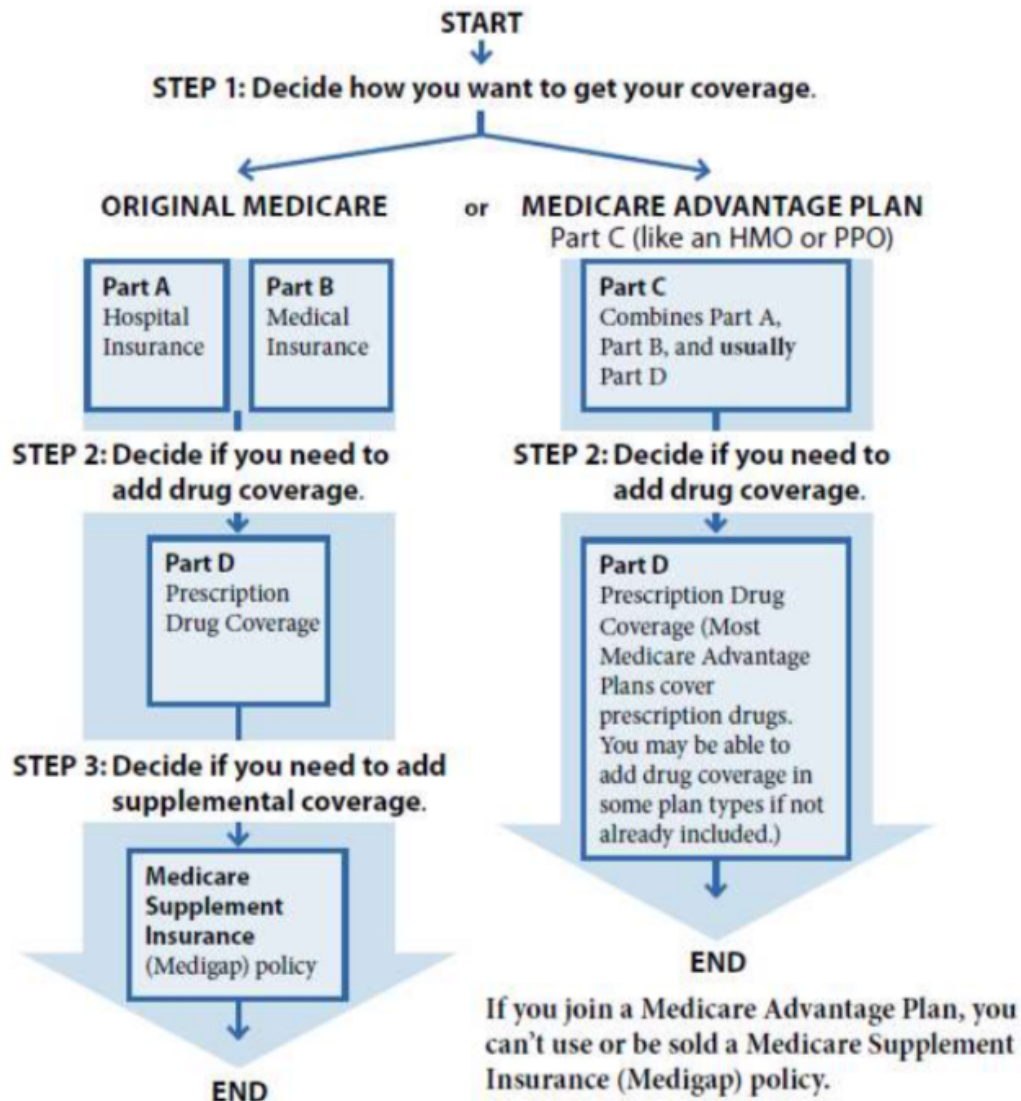 START
STEP 1: Decide how you want to get your coverage.
ORIGINAL MEDICARE
or
MEDICARE ADVANTAGE PLAN
Part C (like an HMO or PPO)
Part A
Hospital
Insurance
Part B
Medical
Insurance
Part C
Combines Part A,
Part B, and usually
Part D
STEP 2: Decide if you need to
add drug coverage.
Part D
Prescription
Drug Coverage
STEP 3: Decide if you need to add
supplemental coverage.
Medicare
Supplement
Insurance
(Medigap) policy
END
STEP 2: Decide if you need to
add drug coverage.
Part D
Prescription Drug
Coverage (Most
Medicare Advantage
Plans cover
prescription drugs.
You may be able to
add drug coverage in
some plan types if not
already included.)
END
If you join a Medicare Advantage Plan, you
can't use or be sold a Medicare Supplement
Insurance (Medigap) policy.